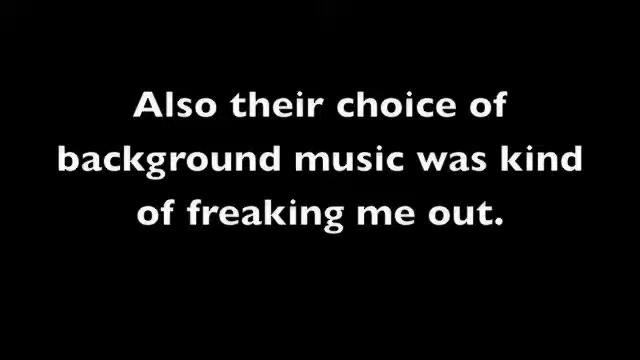 Also their choice of
background music was kind
of freaking me out.